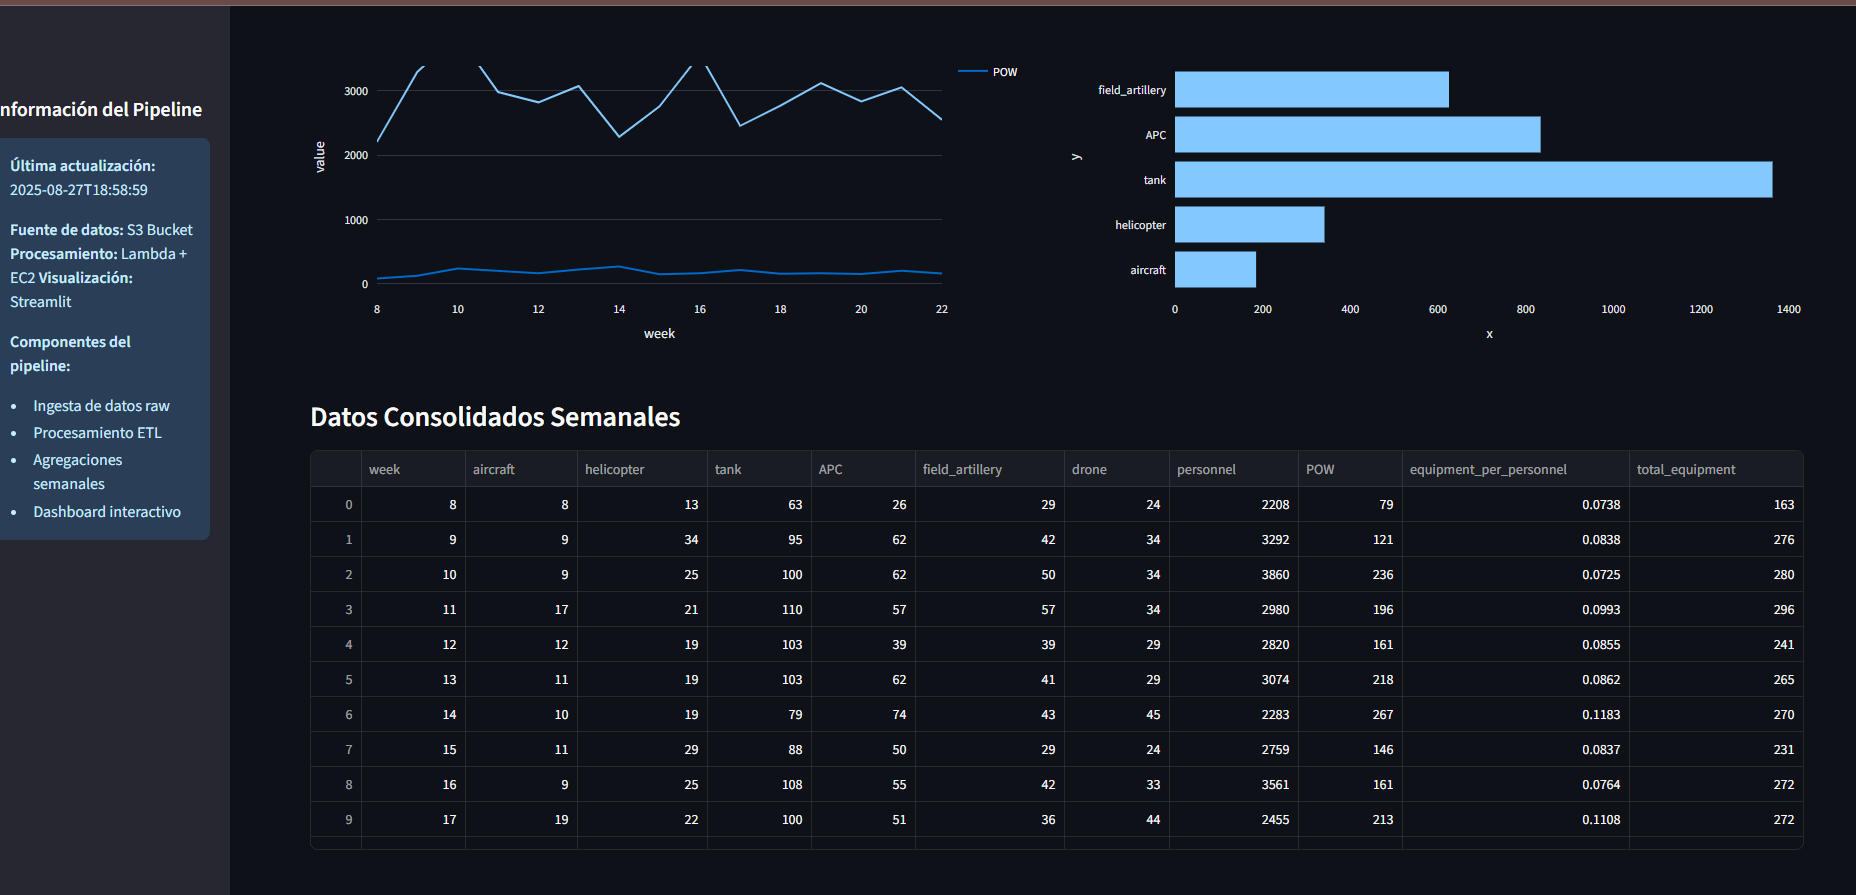 nformación del Pipeline
Última actualización:
2025-08-27T18:58:59
Fuente de datos: S3 Bucket
Procesamiento: Lambda +
EC2 Visualización:
Streamlit
Componentes del
pipeline:
Ingesta de datos raw
Procesamiento ETL
Agregaciones
semanales
Dashboard interactivo
POW
value
3000
2000
1000
0
8 10 12 14 16 18 20 22
week
y
field_artillery
APC
tank
helicopter
aircraft
0 200 400 600 800 1000 1200 1400
x
Datos Consolidados Semanales
week aircraft helicopter tank APC field_artillery drone personnel POW equipment_per_personnel total_equipment
0 8 8 13 63 26 29 24 2208 79 0.0738 163
1 9 9 34 95 62 42 34 3292 121 0.0838 276
2 10 9 25 100 62 50 34 3860 236 0.0725 280
3 11 17 21 110 57 57 34 2980 196 0.0993 296
4 12 12 19 103 39 39 29 2820 161 0.0855 241
5 13 11 19 103 62 41 29 3074 218 0.0862 265
6 14 10 19 79 74 43 45 2283 267 0.1183 270
7 15 11 29 88 50 29 24 2759 146 0.0837 231
8 16 9 25 108 55 42 33 3561 161 0.0764 272
9 17 19 22 100 51 36 44 2455 213 0.1108 272